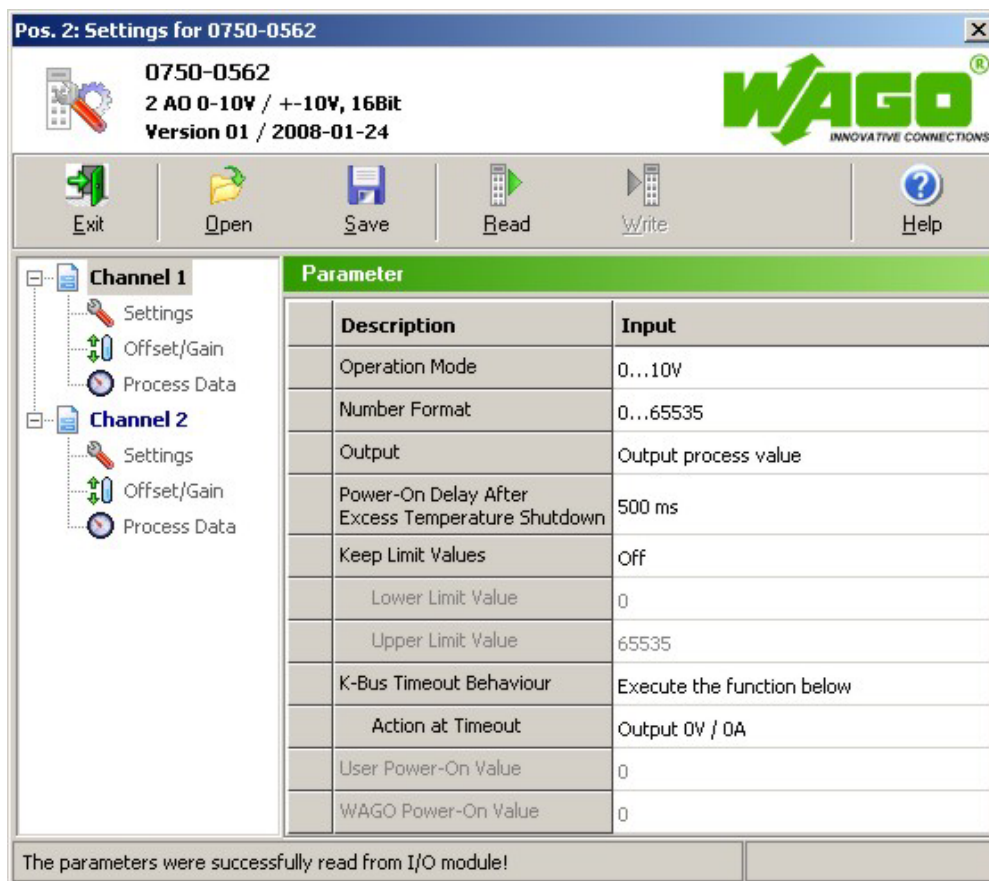 Pos. 2: Settings for 0750-0562
0750-0562
2 AO 0-10V / +-10V, 16Bit
Version 01 / 2008-01-24
WAGO®
INNOVATIVE CONNECTIONS
Exit
Open
Save
Read
Write
Help
Channel 1
Settings
Offset/Gain
Process Data
Channel 2
Settings
Offset/Gain
Process Data
Parameter
Description Input
Operation Mode 0...10V
Number Format 0...65535
Output Output process value
Power-On Delay After
Excess Temperature Shutdown 500 ms
Keep Limit Values Off
Lower Limit Value 0
Upper Limit Value 65535
K-Bus Timeout Behaviour Execute the function below
Action at Timeout Output 0V / 0A
User Power-On Value 0
WAGO Power-On Value 0
The parameters were successfully read from I/O module!